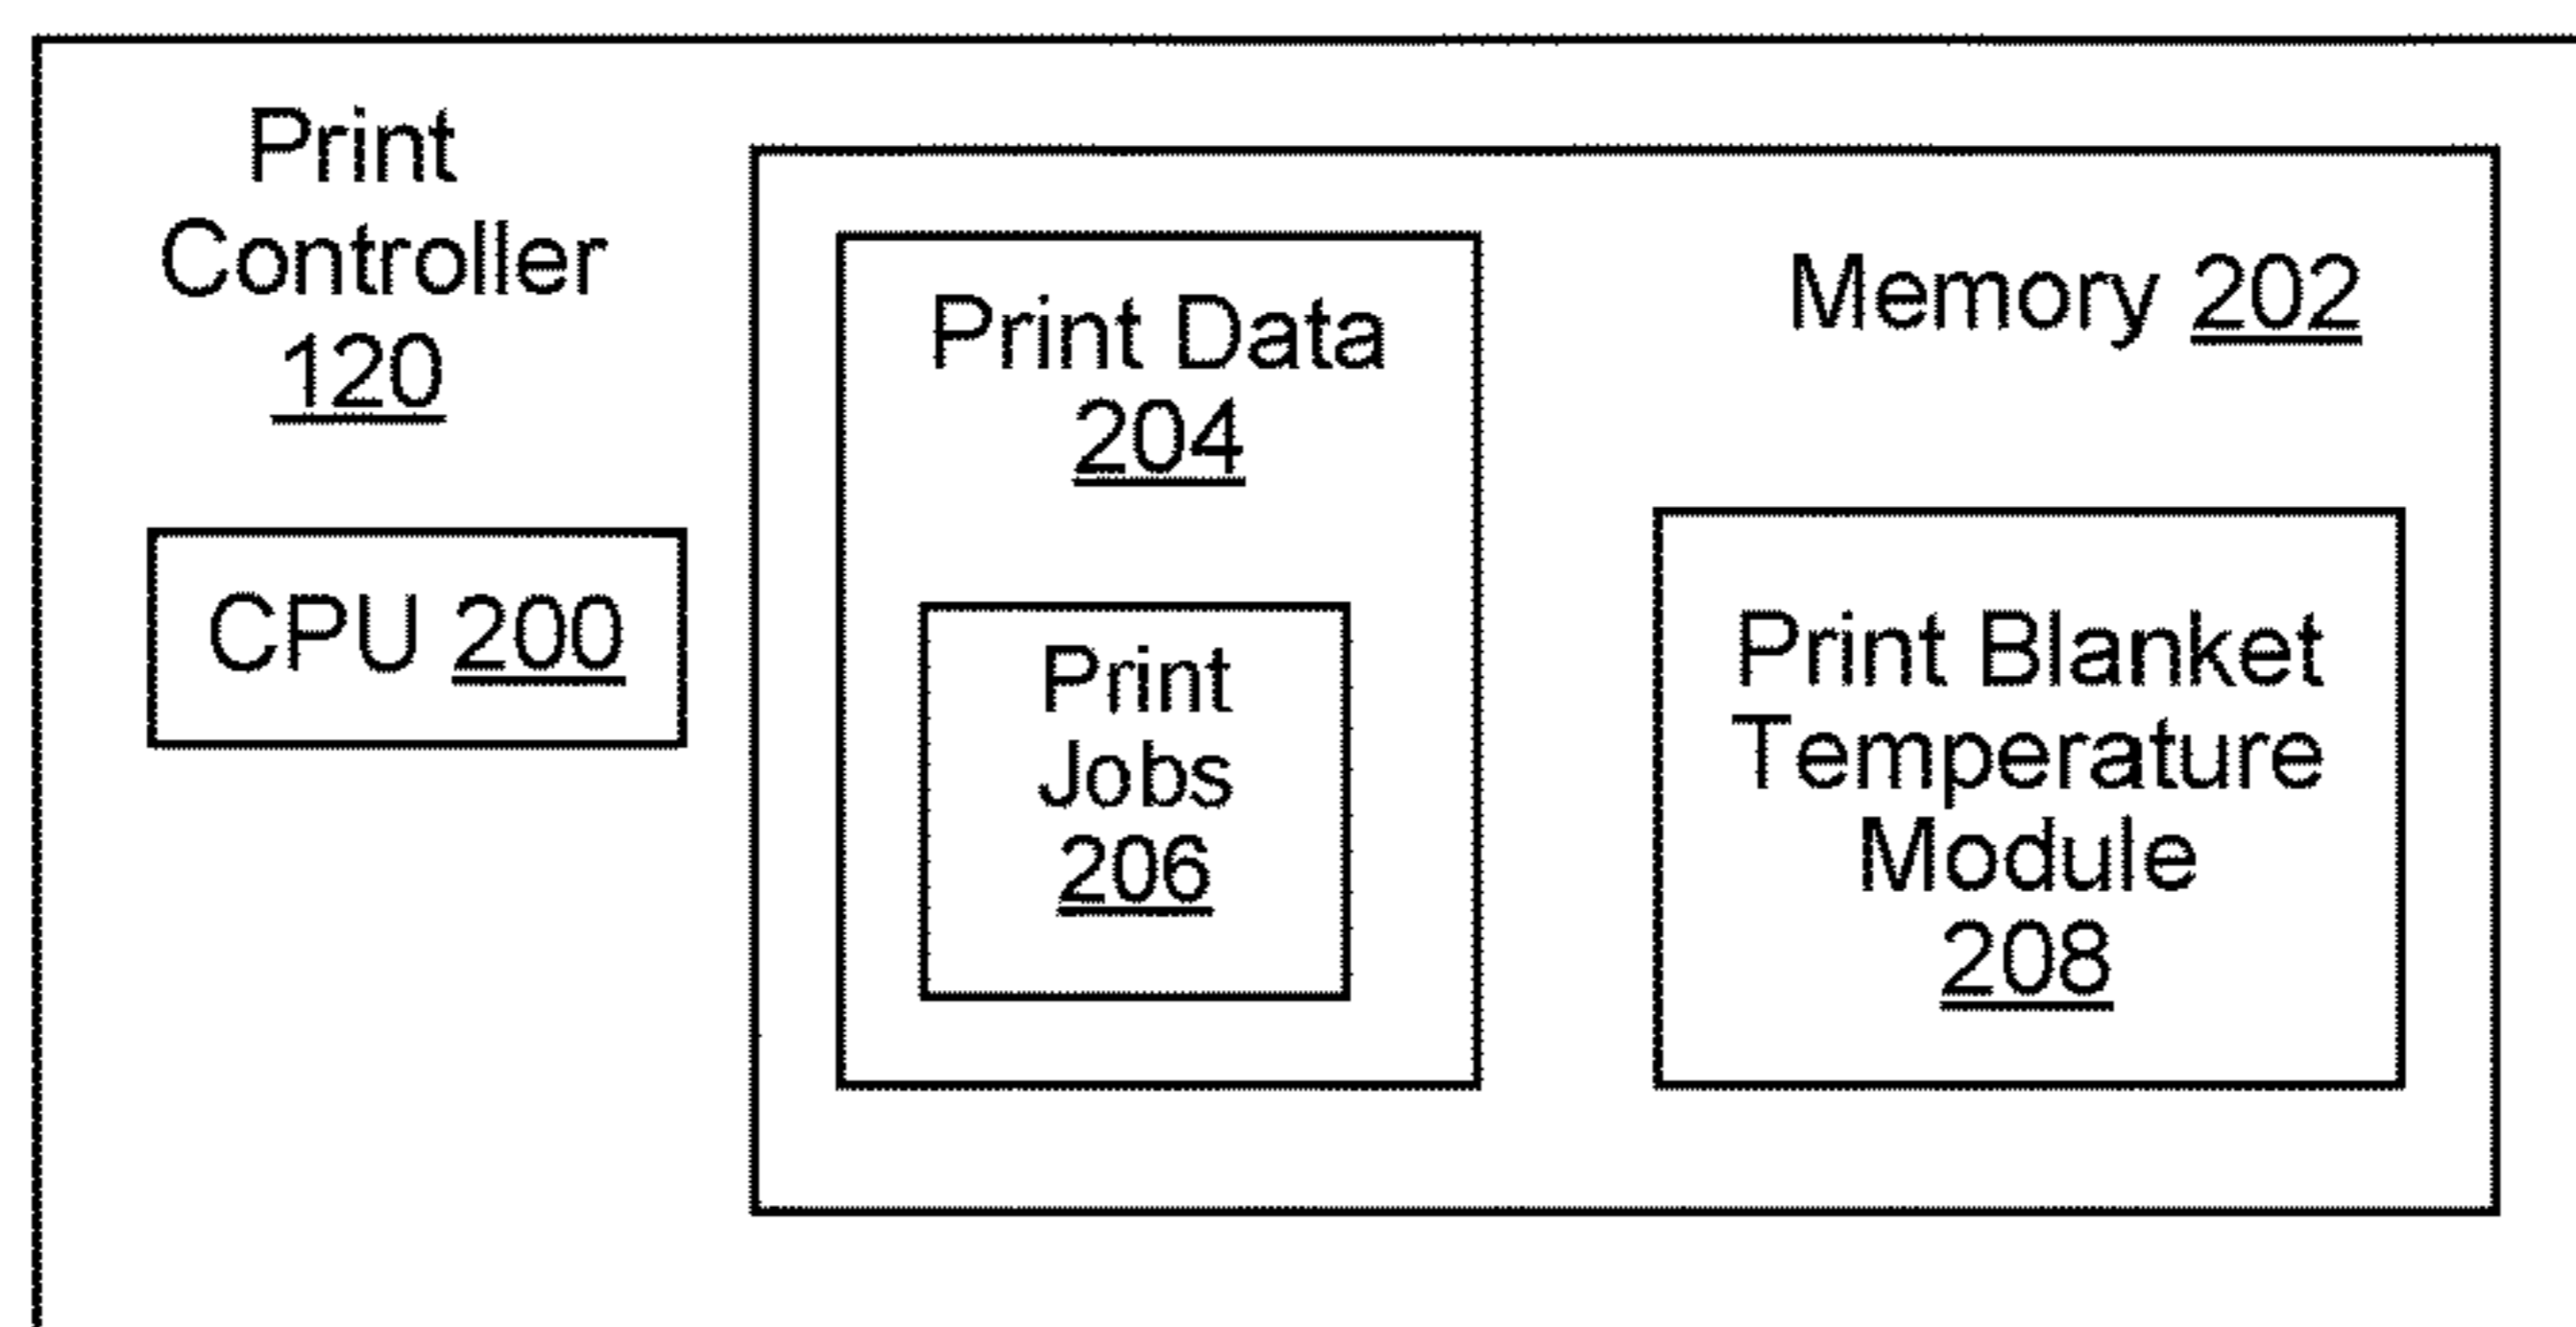 Print
Controller
120
CPU 200
Memory 202
Print Data
204
Print
Jobs
206
Print Blanket
Temperature
Module
208